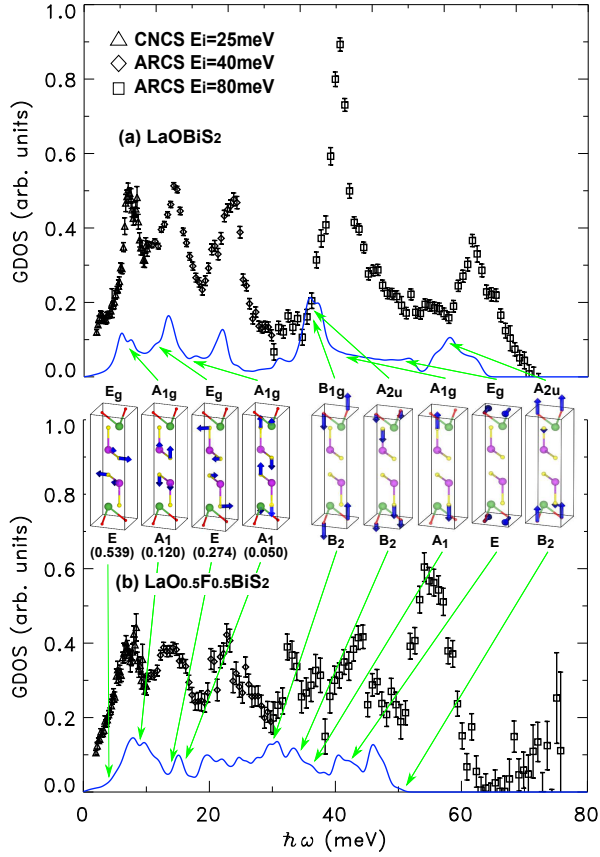 △ CNCS Ei=25meV
◇ ARCS Ei=40meV
□ ARCS Ei=80meV
(a) LaOBiS2
GDOS (arb. units)
1.0
0.8
0.6
0.4
0.2
0.0
Eg A1g Eg A1g B1g A2u A1g Eg A2u
E A1 E A1 B2 B2 A1 E B2
(0.539) (0.120) (0.274) (0.050)
(b) LaO0.5F0.5BiS2
GDOS (arb. units)
1.0
0.8
0.6
0.4
0.2
0.0
0 20 40 60 80
ℏω (meV)